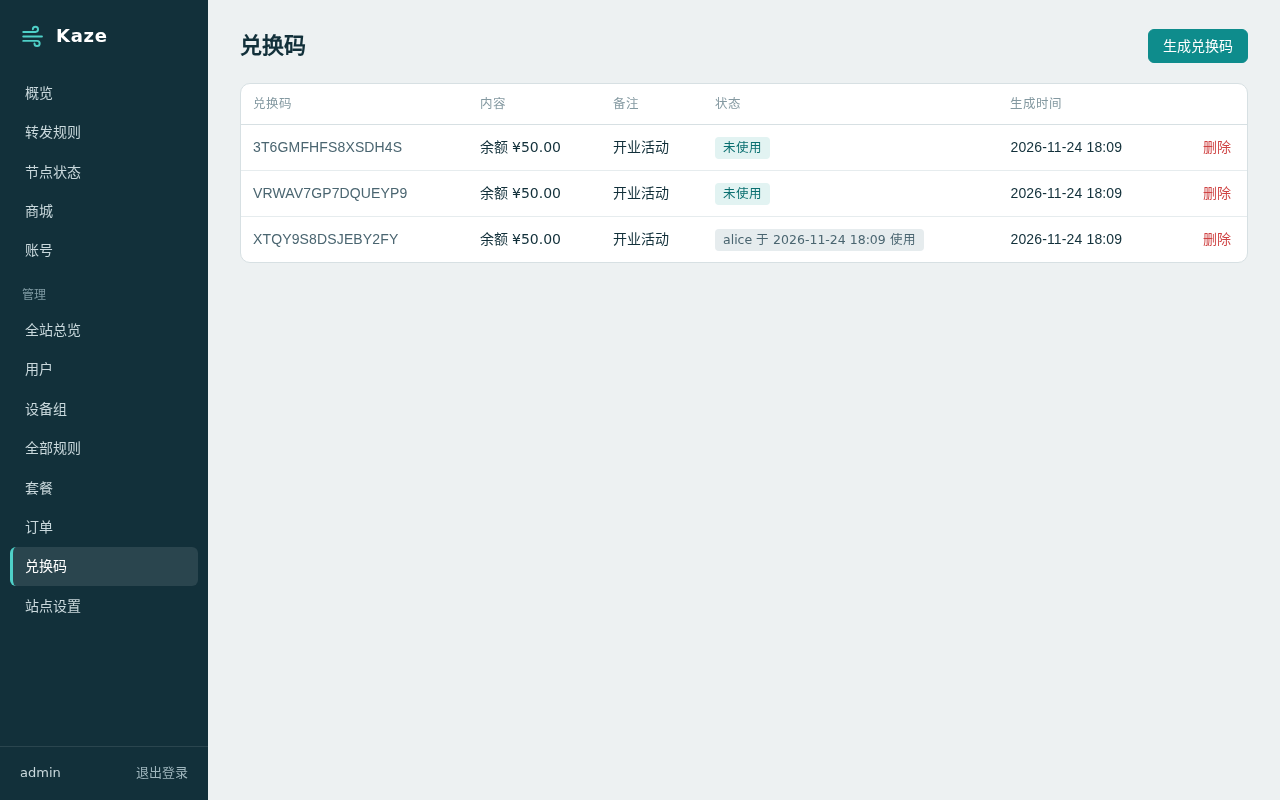 Kaze
概览
转发规则
节点状态
商城
账号
管理
全站总览
用户
设备组
全部规则
套餐
订单
兑换码
站点设置
admin 退出登录
兑换码 生成兑换码
兑换码 内容 备注 状态 生成时间
3T6GMFHFS8XSDH4S 余额 ¥50.00 开业活动 未使用 2026-11-24 18:09 删除
VRWAV7GP7DQUEYP9 余额 ¥50.00 开业活动 未使用 2026-11-24 18:09 删除
XTQY9S8DSJEBY2FY 余额 ¥50.00 开业活动 alice 于 2026-11-24 18:09 使用 2026-11-24 18:09 删除